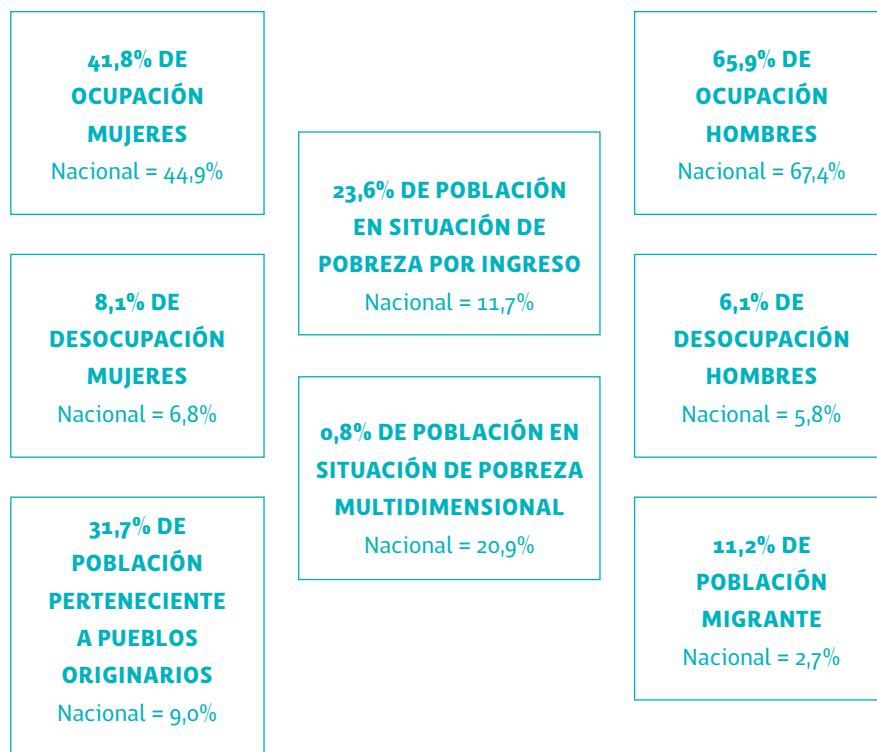 41,8% DE
OCUPACIÓN
MUJERES
Nacional = 44,9%
8,1% DE
DESOCUPACIÓN
MUJERES
Nacional = 6,8%
31,7% DE
POBLACIÓN
PERTENECIENTE
A PUEBLOS
ORIGINARIOS
Nacional = 9,0%
23,6% DE POBLACIÓN
EN SITUACIÓN DE
POBREZA POR INGRESO
Nacional = 11,7%
0,8% DE POBLACIÓN EN
SITUACIÓN DE POBREZA
MULTIDIMENSIONAL
Nacional = 20,9%
65,9% DE
OCUPACIÓN
HOMBRES
Nacional = 67,4%
6,1% DE
DESOCUPACIÓN
HOMBRES
Nacional = 5,8%
11,2% DE
POBLACIÓN
MIGRANTE
Nacional = 2,7%